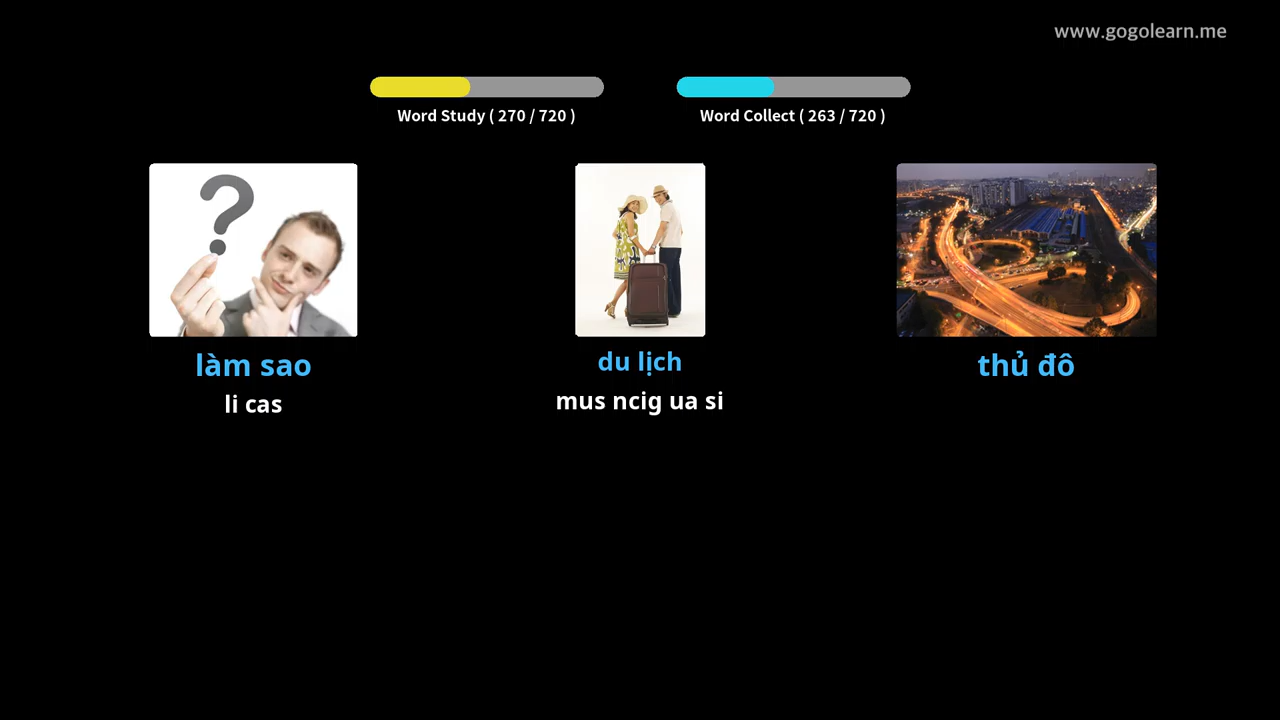 www.gogolearn.me
Word Study ( 270 / 720 )
Word Collect ( 263 / 720 )
?
làm sao
du lịch
thủ đô
li cas
mus ncig ua si